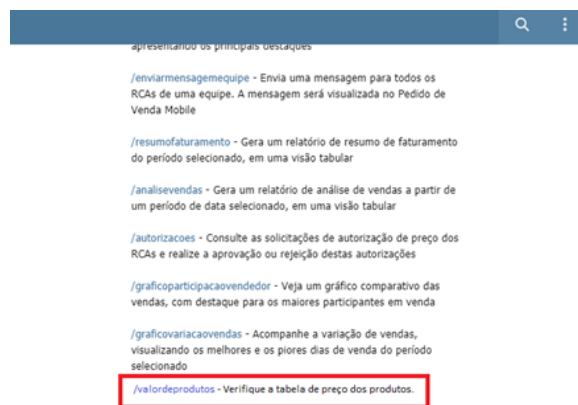 apresentando os principais destaques
/enviarmensagemequipe - Envia uma mensagem para todos os
RCAs de uma equipe. A mensagem será visualizada no Pedido de
Venda Mobile
/resumofaturamento - Gera um relatório de resumo de faturamento
do período selecionado, em uma visão tabular
/analisevendas - Gera um relatório de análise de vendas a partir de
um período de data selecionado, em uma visão tabular
/autorizacoes - Consulte as solicitações de autorização de preço dos
RCAs e realize a aprovação ou rejeição destas autorizações
/graficoparticipacaovendedor - Veja um gráfico comparativo das
vendas, com destaque para os maiores participantes em venda
/graficovariacaovendas - Acompanhe a variação de vendas,
visualizando os melhores e os piores dias de venda do período
selecionado
/valordeprodutos - Verifique a tabela de preço dos produtos.